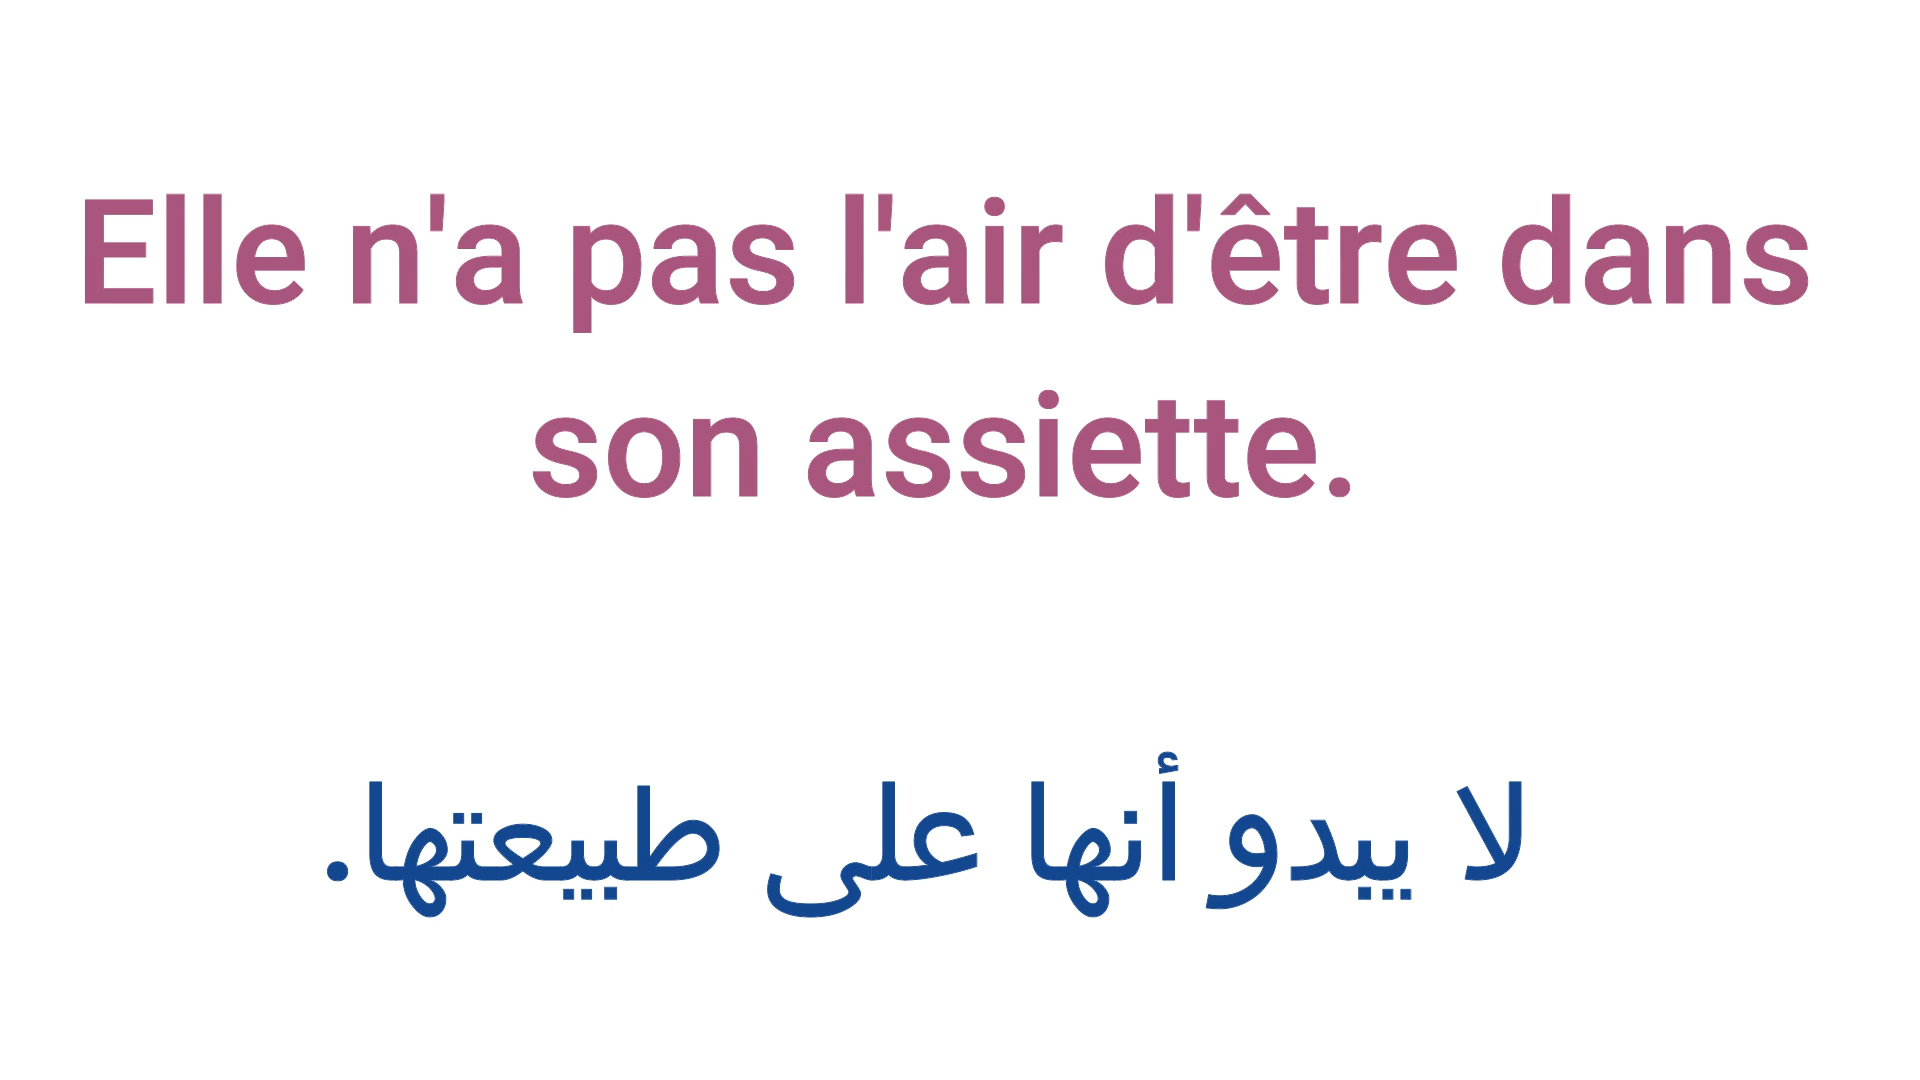 Elle n'a pas l'air d'être dans
son assiette.
لا يبدو أنها على طبيعتها.